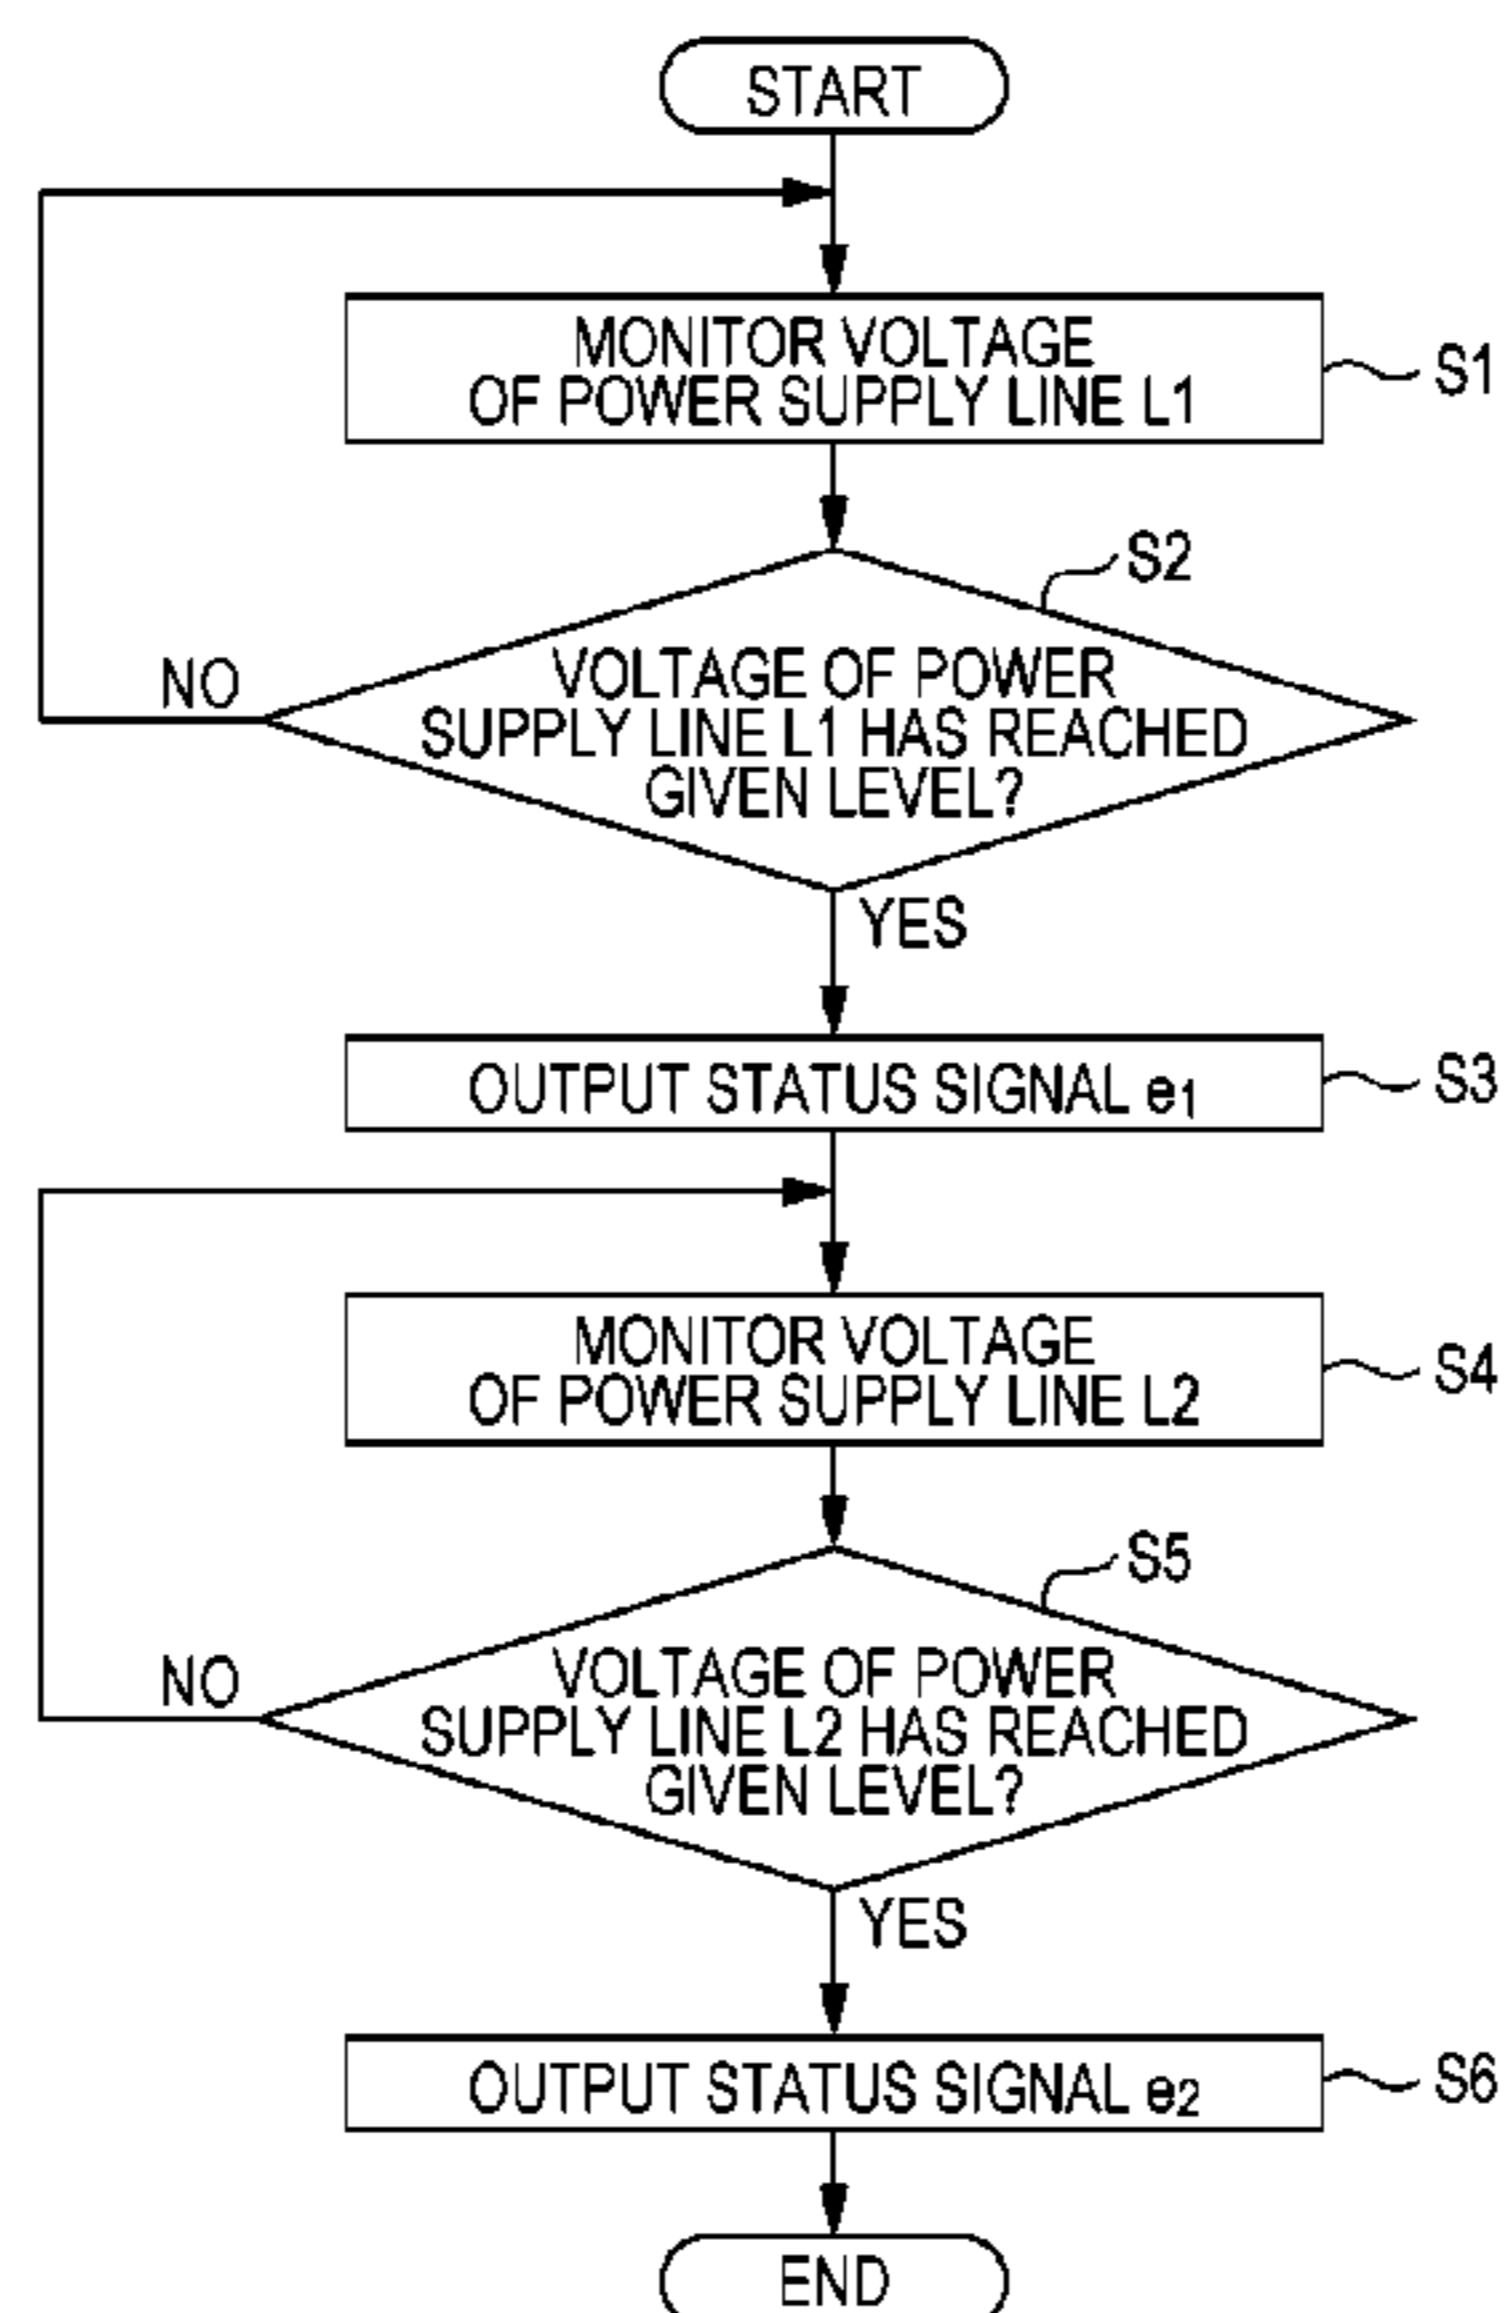 START
MONITOR VOLTAGE
OF POWER SUPPLY LINE L1
S1
S2
VOLTAGE OF POWER
SUPPLY LINE L1 HAS REACHED
GIVEN LEVEL?
NO
YES
OUTPUT STATUS SIGNAL e1
S3
MONITOR VOLTAGE
OF POWER SUPPLY LINE L2
S4
S5
VOLTAGE OF POWER
SUPPLY LINE L2 HAS REACHED
GIVEN LEVEL?
NO
YES
OUTPUT STATUS SIGNAL e2
S6
END